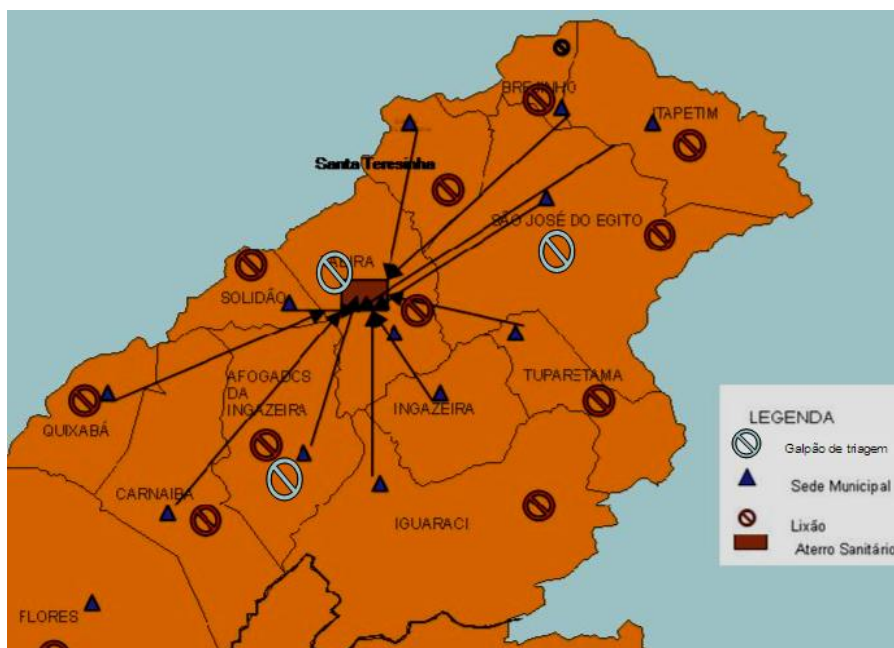 BREJINHO
ITAPETIM
Santa Teresinha
SÃO JOSÉ DO EGITO
SOLIDÃO
AFOGADOS
DA
INGAZEIRA
TUPARETAMA
INGAZEIRA
QUIXABÁ
CARNAIBA
IGUARACI
FLORES
LEGENDA
Galpão de triagem
Sede Municipal
Lixão
Aterro Sanitário